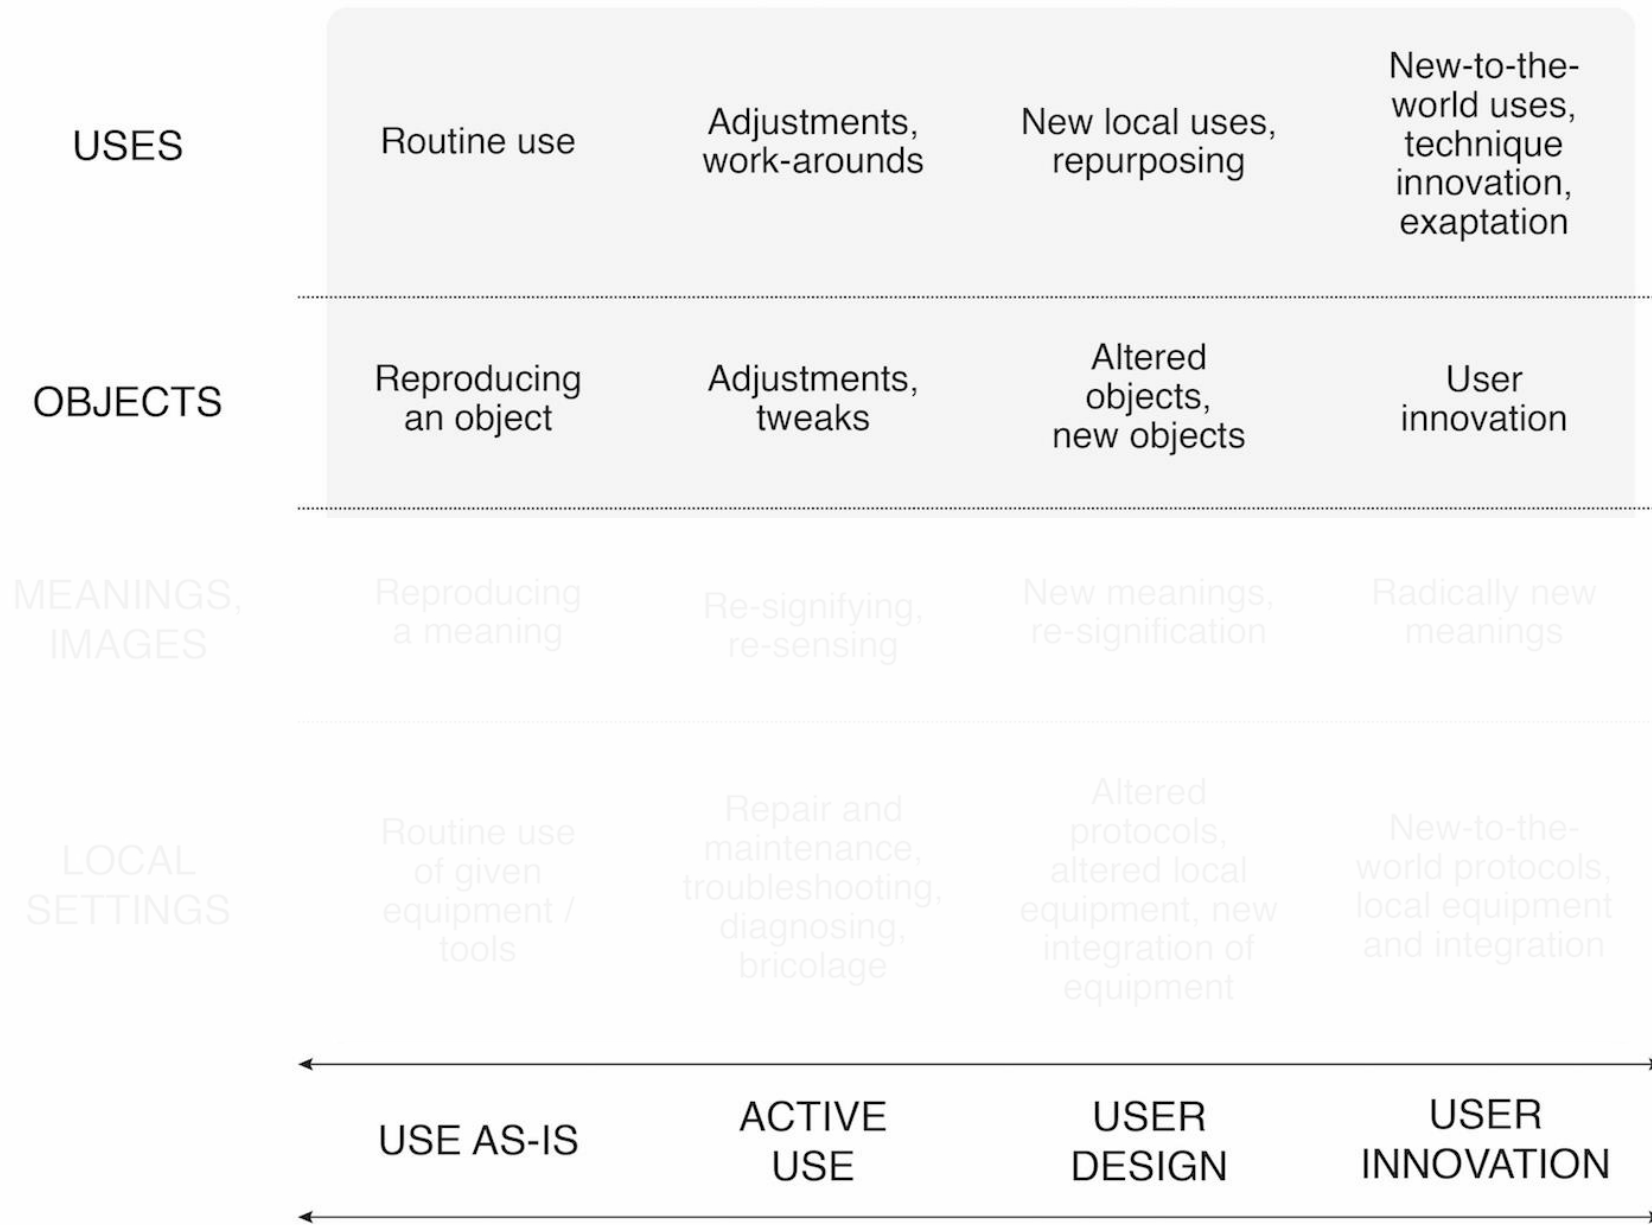 USES
Routine use
Adjustments,
work-arounds
New local uses,
repurposing
New-to-the-
world uses,
technique
innovation,
exaptation
OBJECTS
Reproducing
an object
Adjustments,
tweaks
Altered
objects,
new objects
User
innovation
MEANINGS,
IMAGES
Reproducing
a meaning
Re-signifying,
re-sensing
New meanings,
re-signification
Radically new
meanings
LOCAL
SETTINGS
Routine use
of given
equipment /
tools
Repair and
maintenance,
troubleshooting,
diagnosing,
bricolage
Altered
protocols,
altered local
equipment, new
integration of
equipment
New-to-the-
world protocols,
local equipment
and integration
USE AS-IS
ACTIVE
USE
USER
DESIGN
USER
INNOVATION